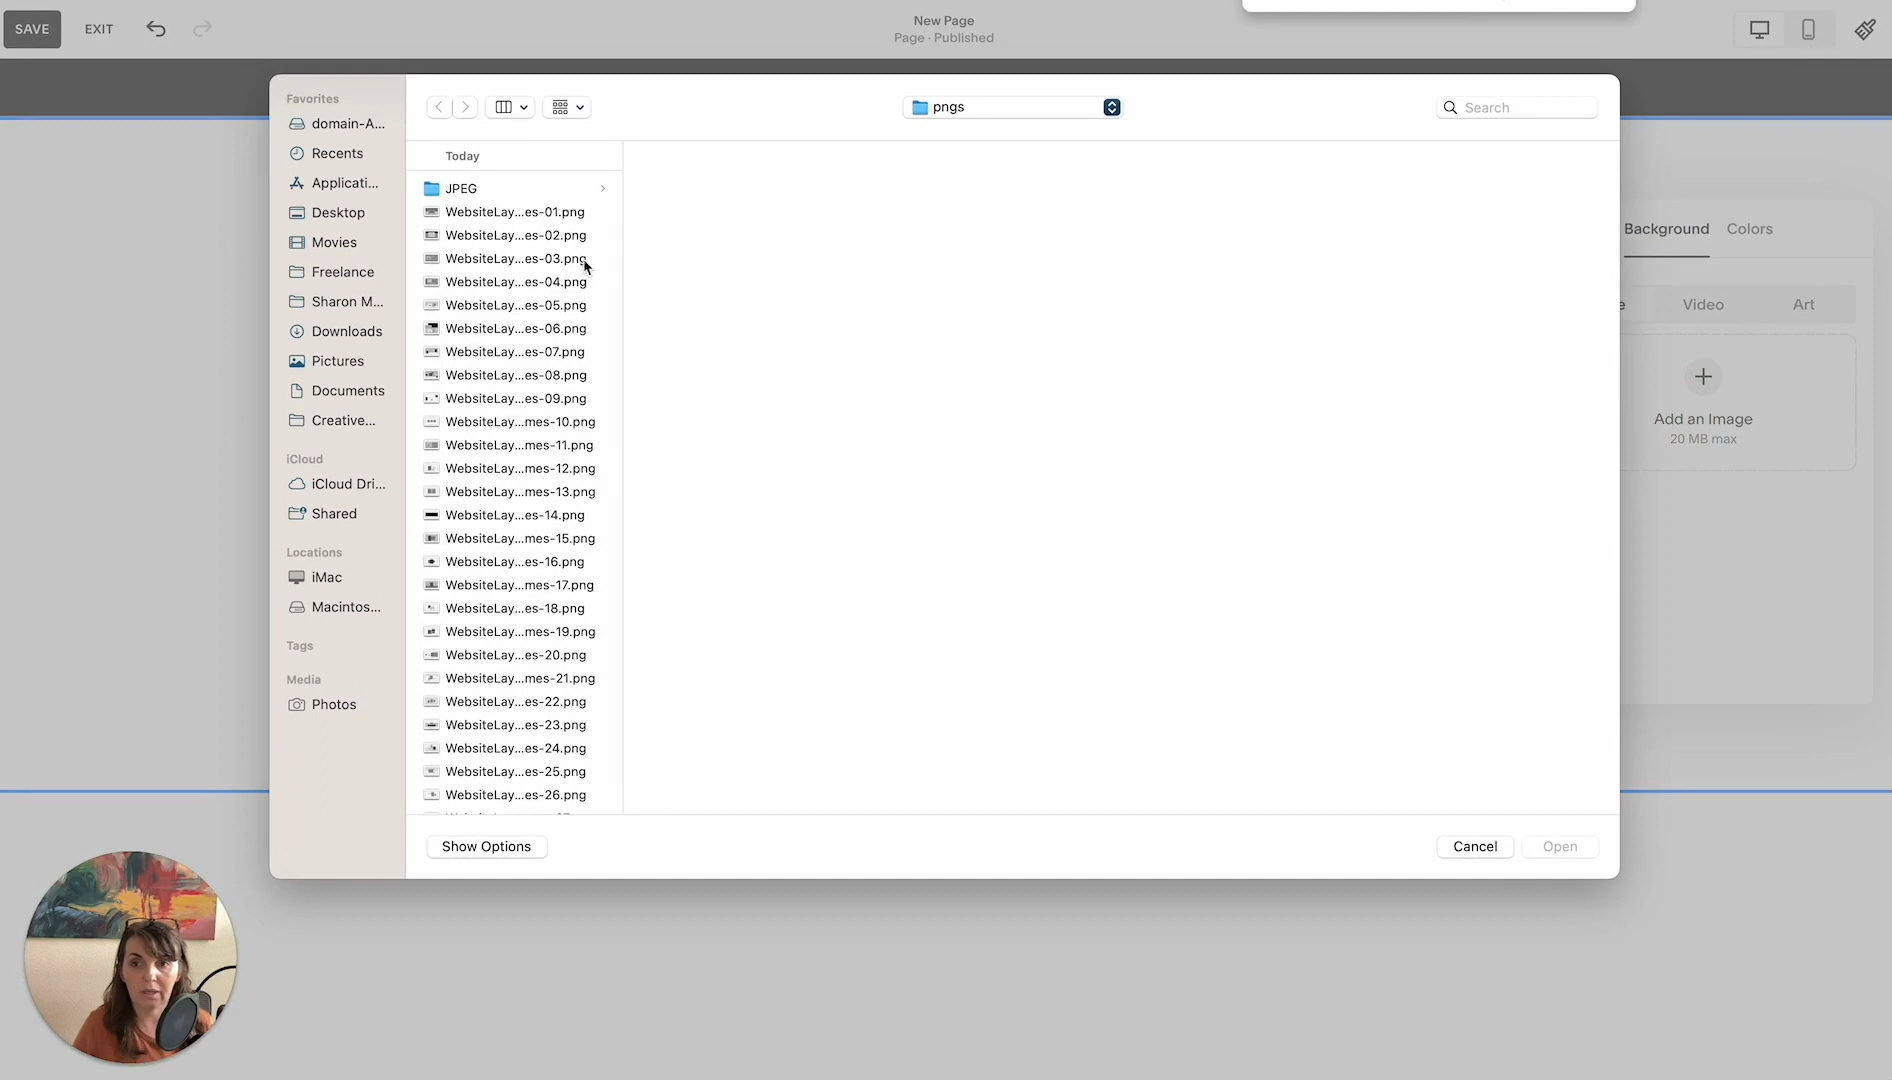 SAVE
EXIT
New Page
Page · Published
Favorites
domain-A...
Recents
Applicati...
Desktop
Movies
Freelance
Sharon M...
Downloads
Pictures
Documents
Creative...
iCloud
iCloud Dri...
Shared
Locations
iMac
Macintos...
Tags
Media
Photos
pngs
Search
Today
JPEG
WebsiteLay...es-01.png
WebsiteLay...es-02.png
WebsiteLay...es-03.png
WebsiteLay...es-04.png
WebsiteLay...es-05.png
WebsiteLay...es-06.png
WebsiteLay...es-07.png
WebsiteLay...es-08.png
WebsiteLay...es-09.png
WebsiteLay...mes-10.png
WebsiteLay...mes-11.png
WebsiteLay...mes-12.png
WebsiteLay...mes-13.png
WebsiteLay...es-14.png
WebsiteLay...mes-15.png
WebsiteLay...es-16.png
WebsiteLay...mes-17.png
WebsiteLay...es-18.png
WebsiteLay...mes-19.png
WebsiteLay...es-20.png
WebsiteLay...mes-21.png
WebsiteLay...es-22.png
WebsiteLay...es-23.png
WebsiteLay...es-24.png
WebsiteLay...es-25.png
WebsiteLay...es-26.png
Show Options
Cancel
Open
Background
Colors
Video
Art
Add an Image
20 MB max